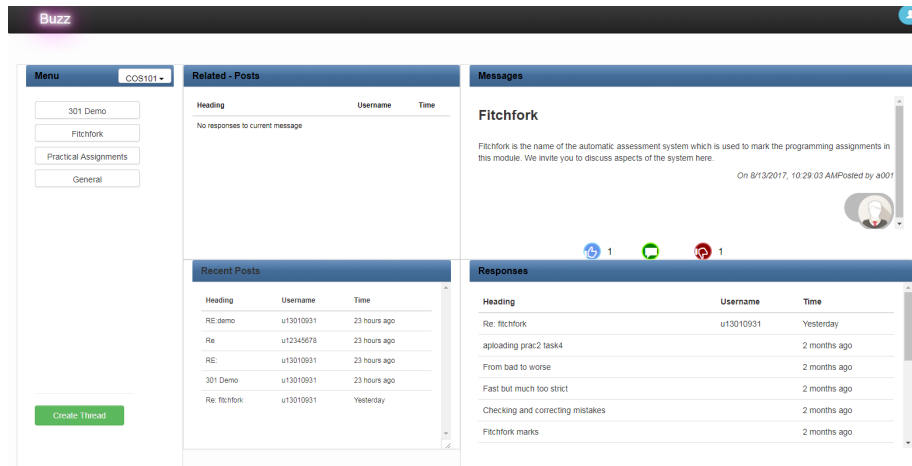 Buzz
Menu
COS101
301 Demo
Fitchfork
Practical Assignments
General
Create Thread
Related - Posts
Heading Username Time
No responses to current message
Messages
Fitchfork
Fitchfork is the name of the automatic assessment system which is used to mark the programming assignments in
this module. We invite you to discuss aspects of the system here.
On 8/13/2017, 10:29:03 AMPosted by a001
1 1
Recent Posts
Heading Username Time
RE:demo u13010931 23 hours ago
Re u12345678 23 hours ago
RE: u13010931 23 hours ago
301 Demo u13010931 23 hours ago
Re: fitchfork u13010931 Yesterday
Responses
Heading Username Time
Re: fitchfork u13010931 Yesterday
aploading prac2 task4 2 months ago
From bad to worse 2 months ago
Fast but much too strict 2 months ago
Checking and correcting mistakes 2 months ago
Fitchfork marks 2 months ago